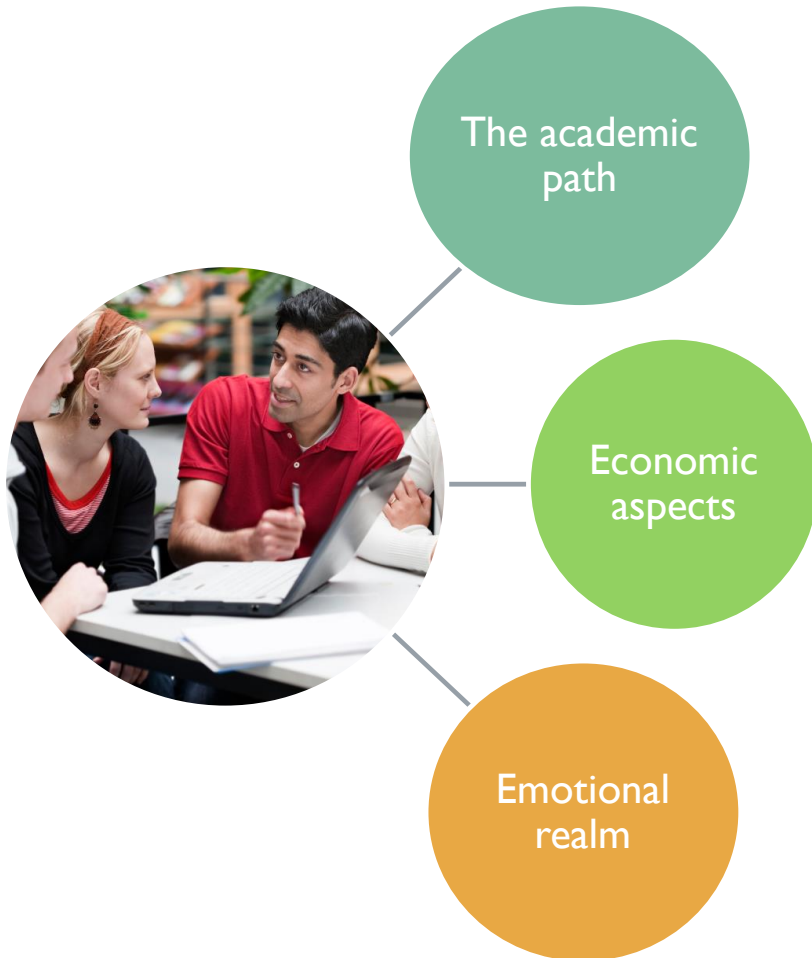 The academic
path
Economic
aspects
Emotional
realm